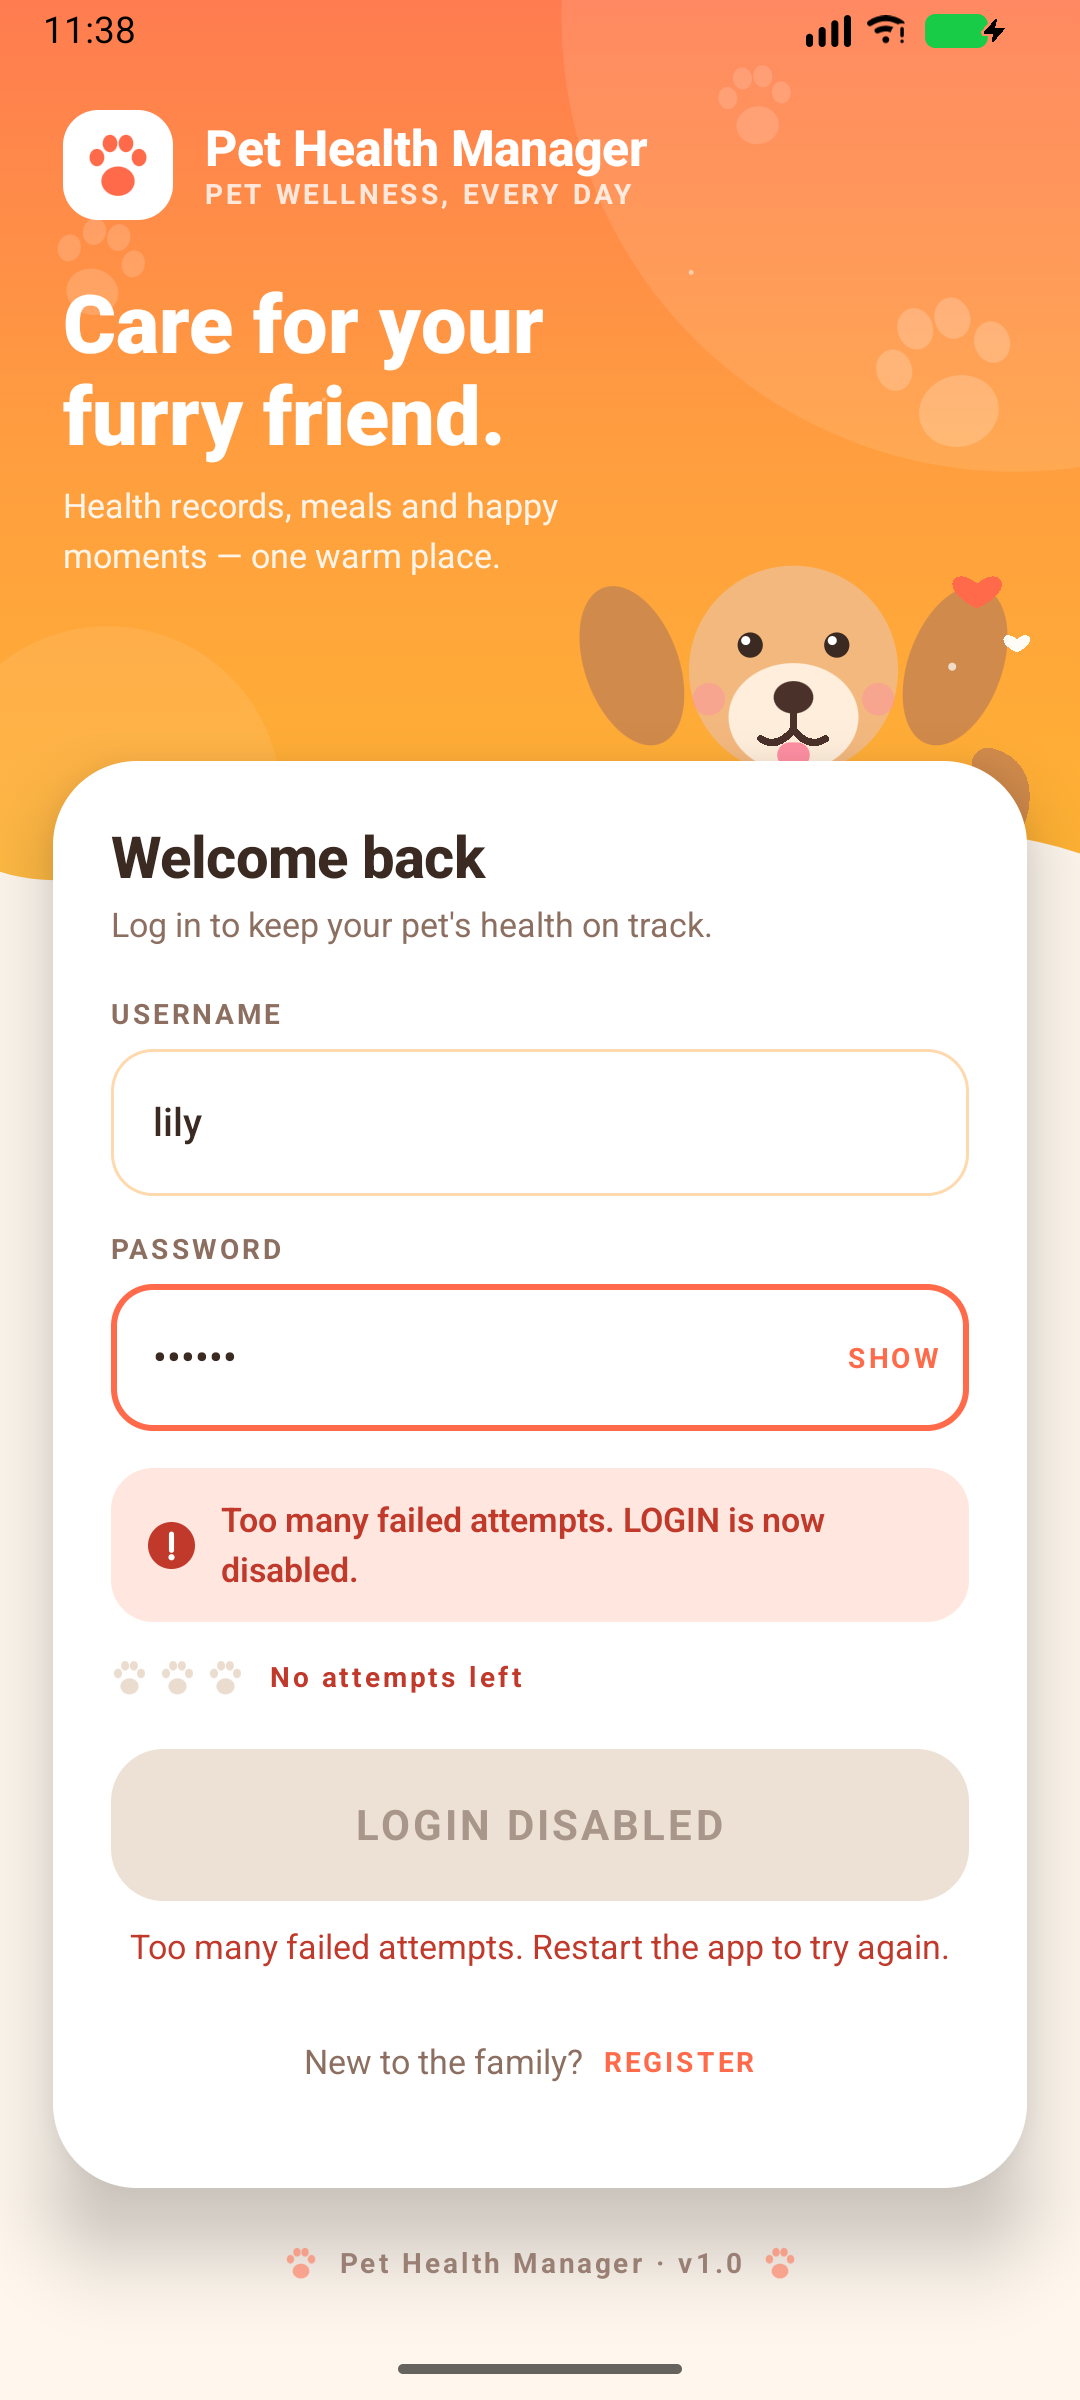 11:38
Pet Health Manager
PET WELLNESS, EVERY DAY
Care for your
furry friend.
Health records, meals and happy
moments — one warm place.
Welcome back
Log in to keep your pet's health on track.
USERNAME
lily
PASSWORD
••••••
SHOW
Too many failed attempts. LOGIN is now
disabled.
No attempts left
LOGIN DISABLED
Too many failed attempts. Restart the app to try again.
New to the family? REGISTER
Pet Health Manager · v1.0